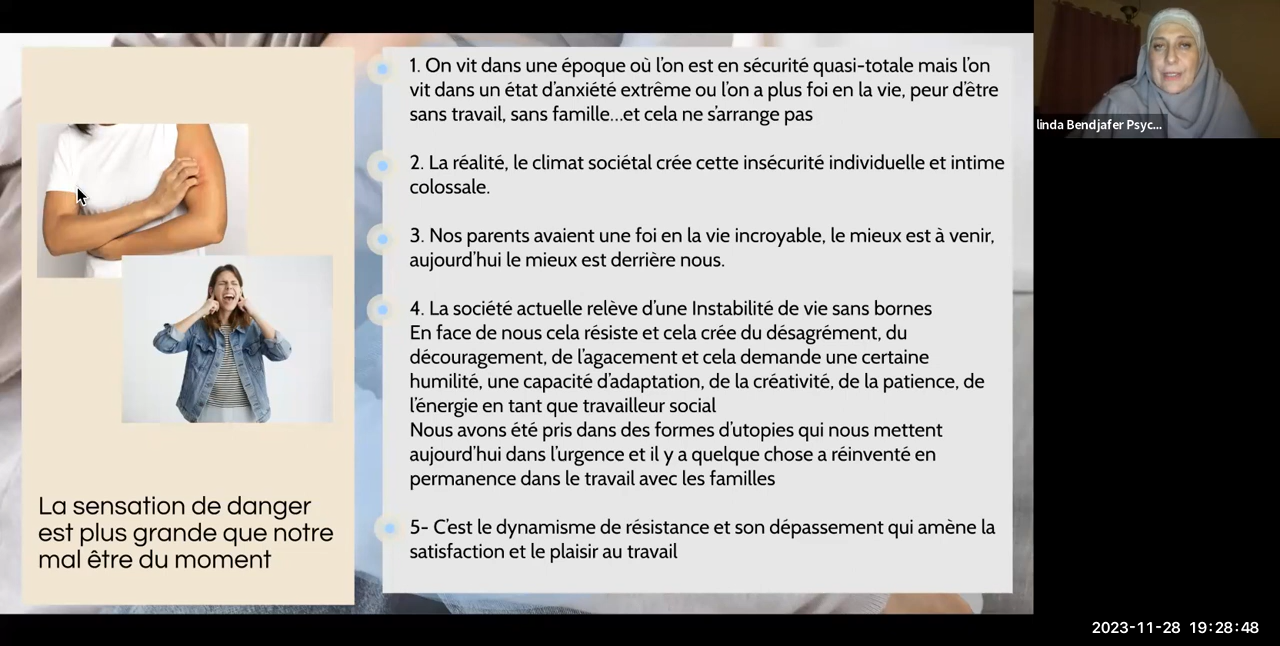 La sensation de danger
est plus grande que notre
mal être du moment
1. On vit dans une époque où l'on est en sécurité quasi-totale mais l'on
vit dans un état d'anxiété extrême ou l'on a plus foi en la vie, peur d'être
sans travail, sans famille...et cela ne s'arrange pas
2. La réalité, le climat sociétal crée cette insécurité individuelle et intime
colossale.
3. Nos parents avaient une foi en la vie incroyable, le mieux est à venir,
aujourd'hui le mieux est derrière nous.
4. La société actuelle relève d'une Instabilité de vie sans bornes
En face de nous cela résiste et cela crée du désagrément, du
découragement, de l'agacement et cela demande une certaine
humilité, une capacité d'adaptation, de la créativité, de la patience, de
l'énergie en tant que travailleur social
Nous avons été pris dans des formes d'utopies qui nous mettent
aujourd'hui dans l'urgence et il y a quelque chose a réinventé en
permanence dans le travail avec les familles
5- C'est le dynamisme de résistance et son dépassement qui amène la
satisfaction et le plaisir au travail
linda Bendjafer Psyc...
2023-11-28 19:28:48